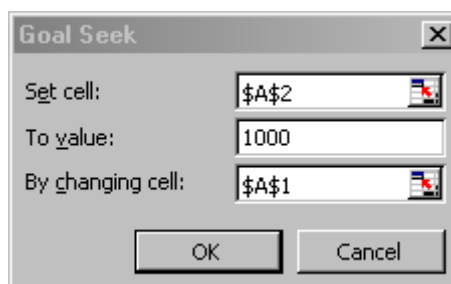 Goal Seek
Set cell: $A$2
To value: 1000
By changing cell: $A$1
OK Cancel